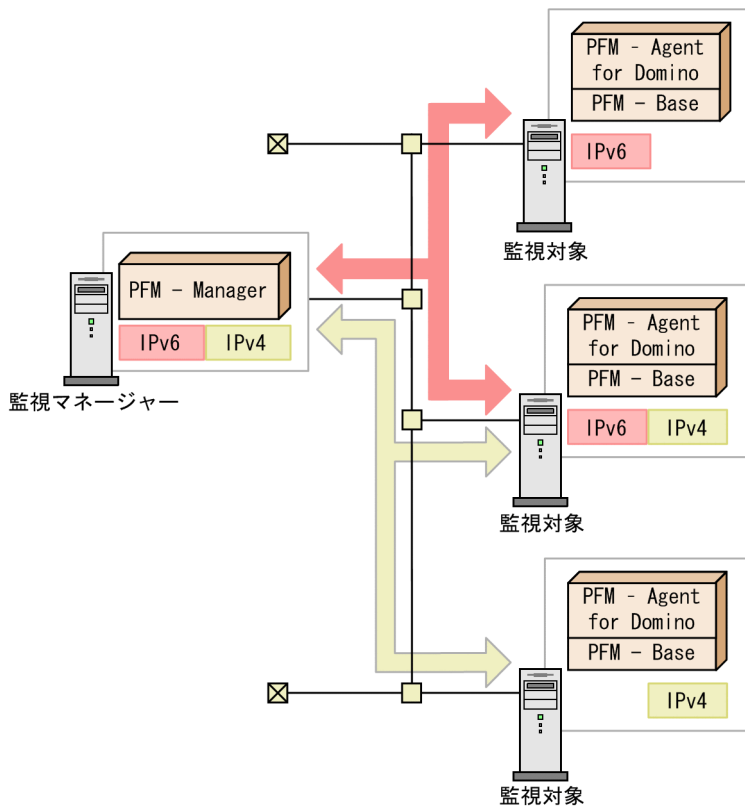 PFM - Agent
for Domino
PFM － Base
IPv6
監視対象
PFM － Manager
IPv6
IPv4
監視マネージャー
PFM - Agent
for Domino
PFM － Base
IPv6
IPv4
監視対象
PFM - Agent
for Domino
PFM － Base
IPv4
監視対象